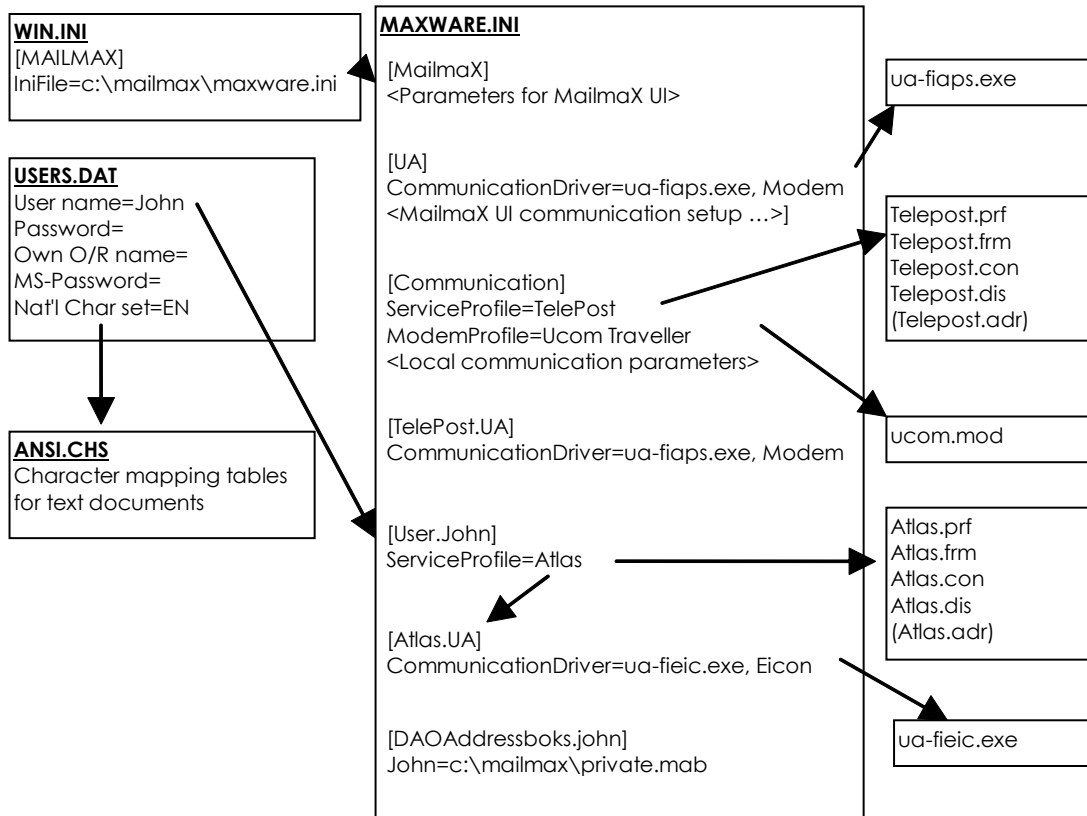 WIN.INI
[MAILMAX]
IniFile=c:\mailmax\maxware.ini
USERS.DAT
User name=John
Password=
Own O/R name=
MS-Password=
Nat'l Char set=EN
ANSI.CHS
Character mapping tables
for text documents
MAXWARE.INI
[MailmaX]
<Parameters for MailmaX UI>
[UA]
CommunicationDriver=ua-fiaps.exe, Modem
<MailmaX UI communication setup …>]
[Communication]
ServiceProfile=TelePost
ModemProfile=Ucom Traveller
<Local communication parameters>
[TelePost.UA]
CommunicationDriver=ua-fiaps.exe, Modem
[User.John]
ServiceProfile=Atlas
[Atlas.UA]
CommunicationDriver=ua-fieic.exe, Eicon
[DAOAddressboks.john]
John=c:\mailmax\private.mab
ua-fiaps.exe
Telepost.prf
Telepost.frm
Telepost.con
Telepost.dis
(Telepost.adr)
ucom.mod
Atlas.prf
Atlas.frm
Atlas.con
Atlas.dis
(Atlas.adr)
ua-fieic.exe